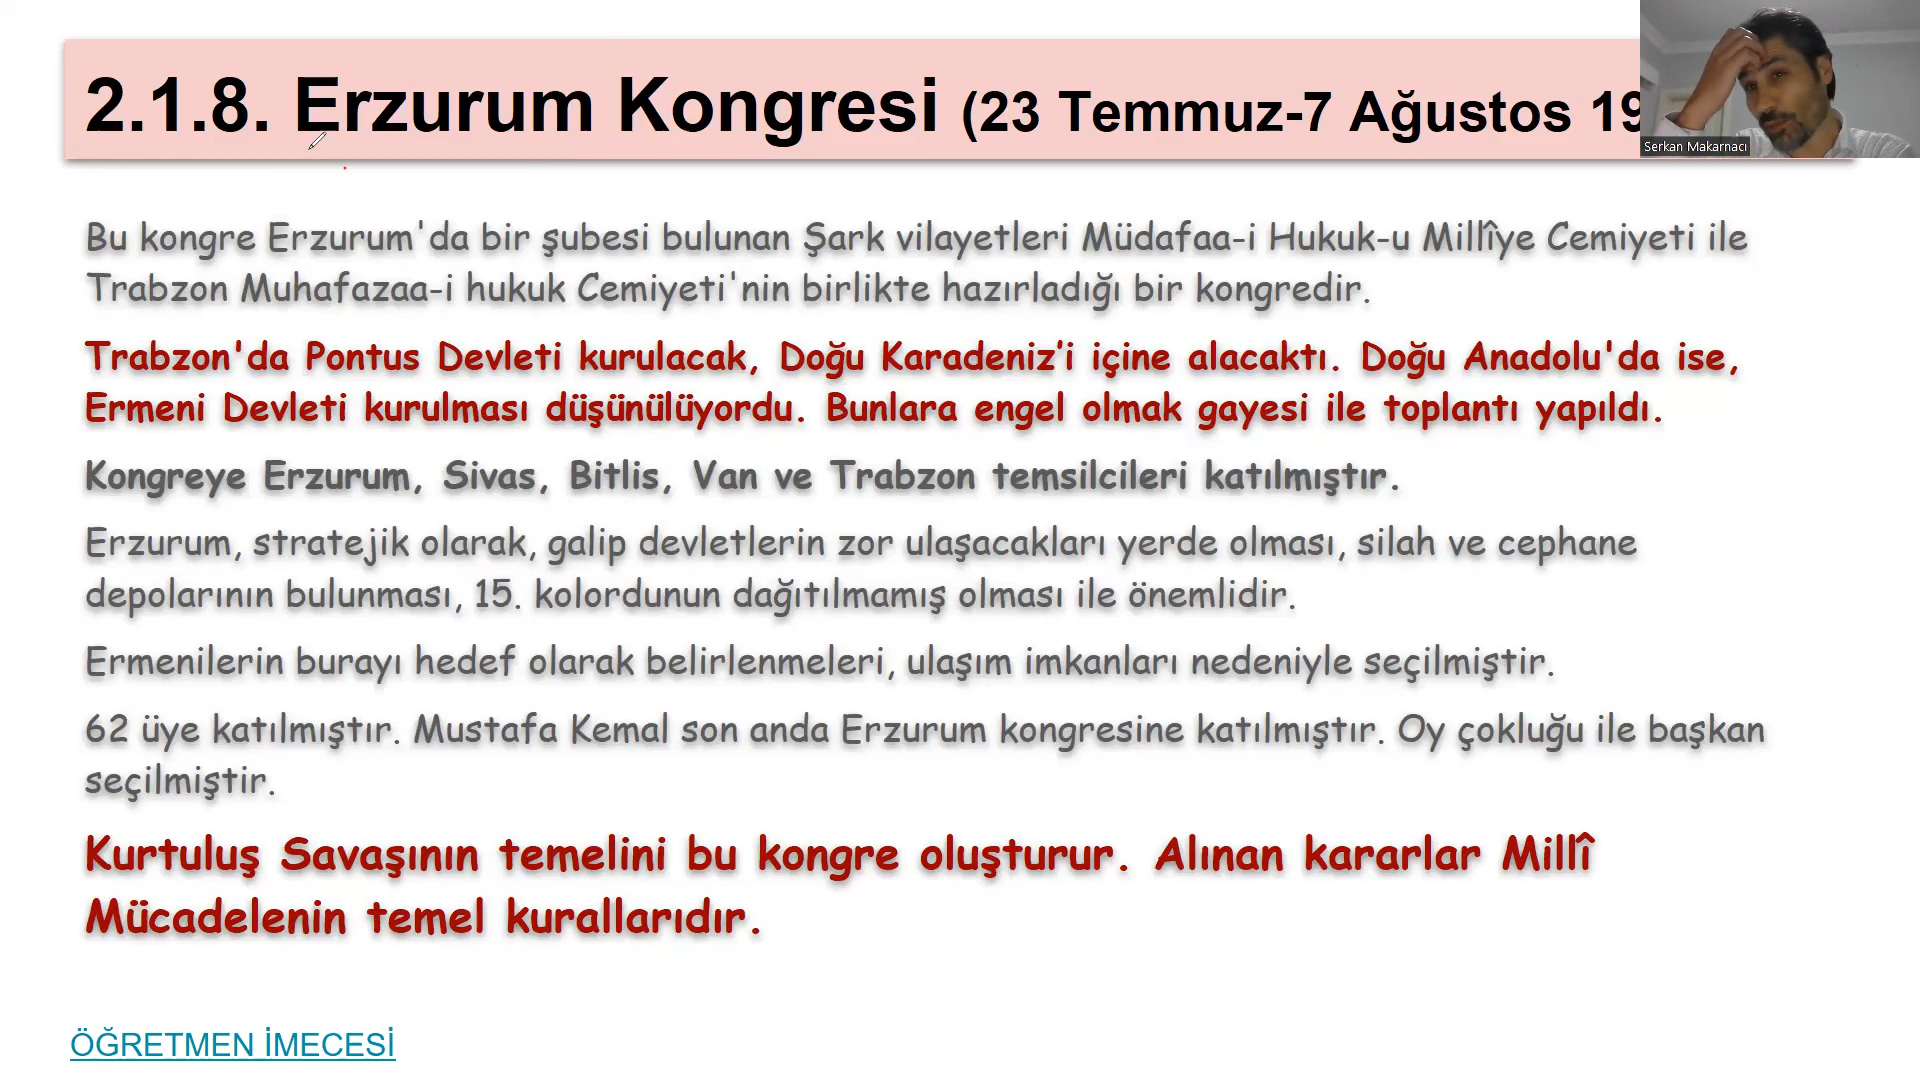 2.1.8. Erzurum Kongresi (23 Temmuz-7 Ağustos 19
Serkan Makarnacı
Bu kongre Erzurum'da bir şubesi bulunan Şark vilayetleri Müdafaa-i Hukuk-u Millîye Cemiyeti ile
Trabzon Muhafazaa-i hukuk Cemiyeti'nin birlikte hazırladığı bir kongredir.
Trabzon'da Pontus Devleti kurulacak, Doğu Karadeniz’i içine alacaktı. Doğu Anadolu'da ise,
Ermeni Devleti kurulması düşünülüyordu. Bunlara engel olmak gayesi ile toplantı yapıldı.
Kongreye Erzurum, Sivas, Bitlis, Van ve Trabzon temsilcileri katılmıştır.
Erzurum, stratejik olarak, galip devletlerin zor ulaşacakları yerde olması, silah ve cephane
depolarının bulunması, 15. kolordunun dağıtılmamış olması ile önemlidir.
Ermenilerin burayı hedef olarak belirlenmeleri, ulaşım imkanları nedeniyle seçilmiştir.
62 üye katılmıştır. Mustafa Kemal son anda Erzurum kongresine katılmıştır. Oy çokluğu ile başkan
seçilmiştir.
Kurtuluş Savaşının temelini bu kongre oluşturur. Alınan kararlar Millî
Mücadelenin temel kurallarıdır.
ÖĞRETMEN İMECESİ